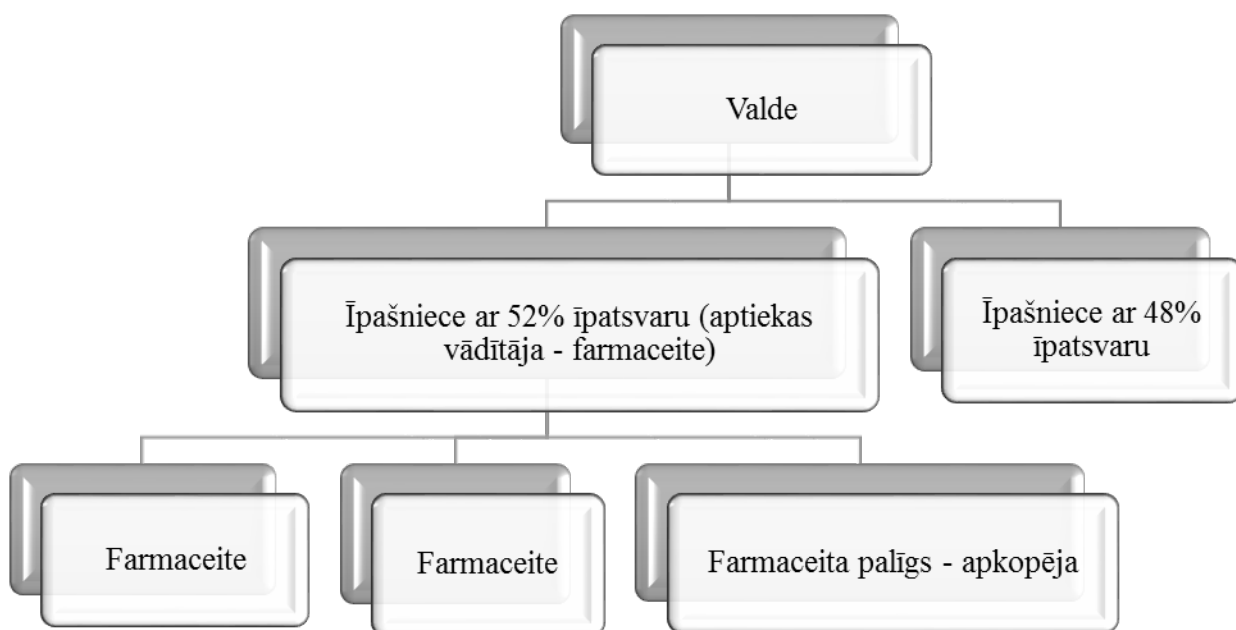 Valde
Īpašniece ar 52% īpatsvaru (aptiekas
vādītāja - farmaceite)
Īpašniece ar 48%
īpatsvaru
Farmaceite
Farmaceite
Farmaceita palīgs - apkopēja